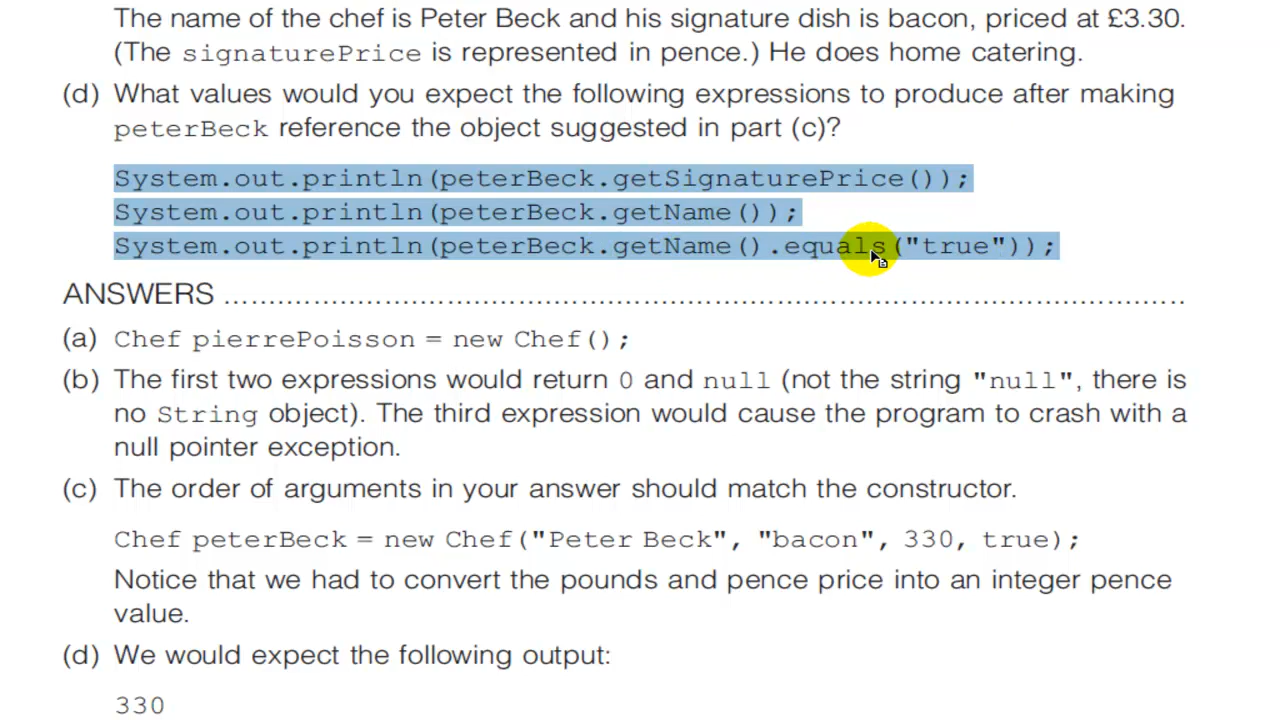 The name of the chef is Peter Beck and his signature dish is bacon, priced at £3.30.
(The signaturePrice is represented in pence.) He does home catering.
(d) What values would you expect the following expressions to produce after making
peterBeck reference the object suggested in part (c)?
System.out.println(peterBeck.getSignaturePrice());
System.out.println(peterBeck.getName());
System.out.println(peterBeck.getName().equals("true"));
ANSWERS ................................................................................................
(a) Chef pierrePoisson = new Chef();
(b) The first two expressions would return 0 and null (not the string "null", there is
no String object). The third expression would cause the program to crash with a
null pointer exception.
(c) The order of arguments in your answer should match the constructor.
Chef peterBeck = new Chef("Peter Beck", "bacon", 330, true);
Notice that we had to convert the pounds and pence price into an integer pence
value.
(d) We would expect the following output:
330